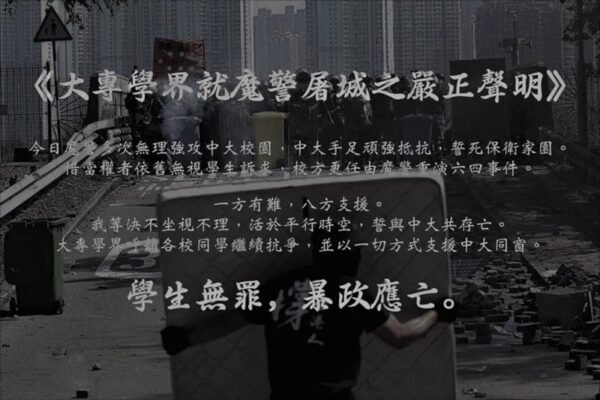 《大專學界就魔警屠城之嚴正聲明》
今日魔警多次無理強攻中大校園，中大手足頑強抵抗，誓死保衛家園。
惜當權者依舊無視學生訴求，校方更任由魔警重演六四事件。
一方有難，八方支援。
我等決不坐視不理，活於平行時空，誓與中大共存亡。
大專學界呼籲各校同學繼續抗爭，並以一切方式支援中大同窗。
學生無罪，暴政應亡。